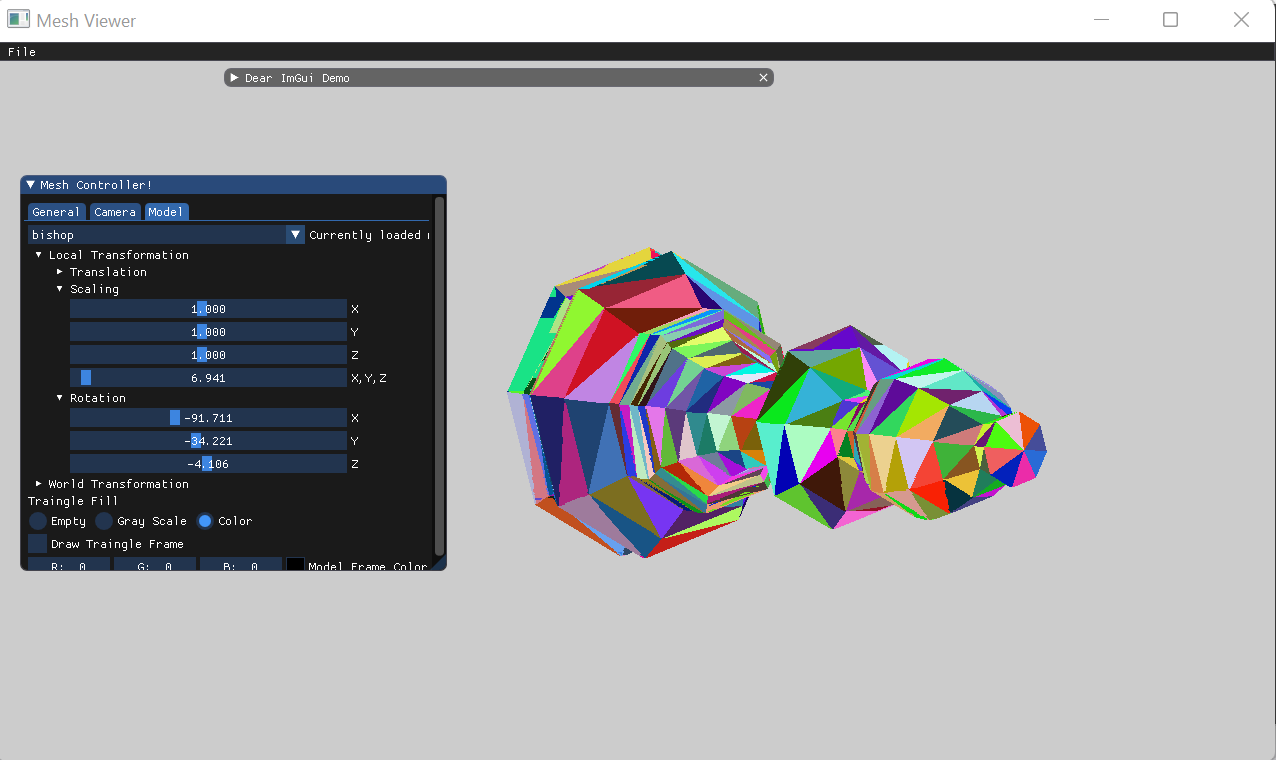 Mesh Viewer
File
Dear ImGui Demo
Mesh Controller!
General Camera Model
bishop Currently loaded
Local Transformation
Translation
Scaling
1.000 X
1.000 Y
1.000 Z
6.941 X,Y,Z
Rotation
-91.711 X
-34.221 Y
-4.106 Z
World Transformation
Traingle Fill
Empty Gray Scale Color
Draw Traingle Frame
R: 0 G: 0 B: 0 Model Frame Color